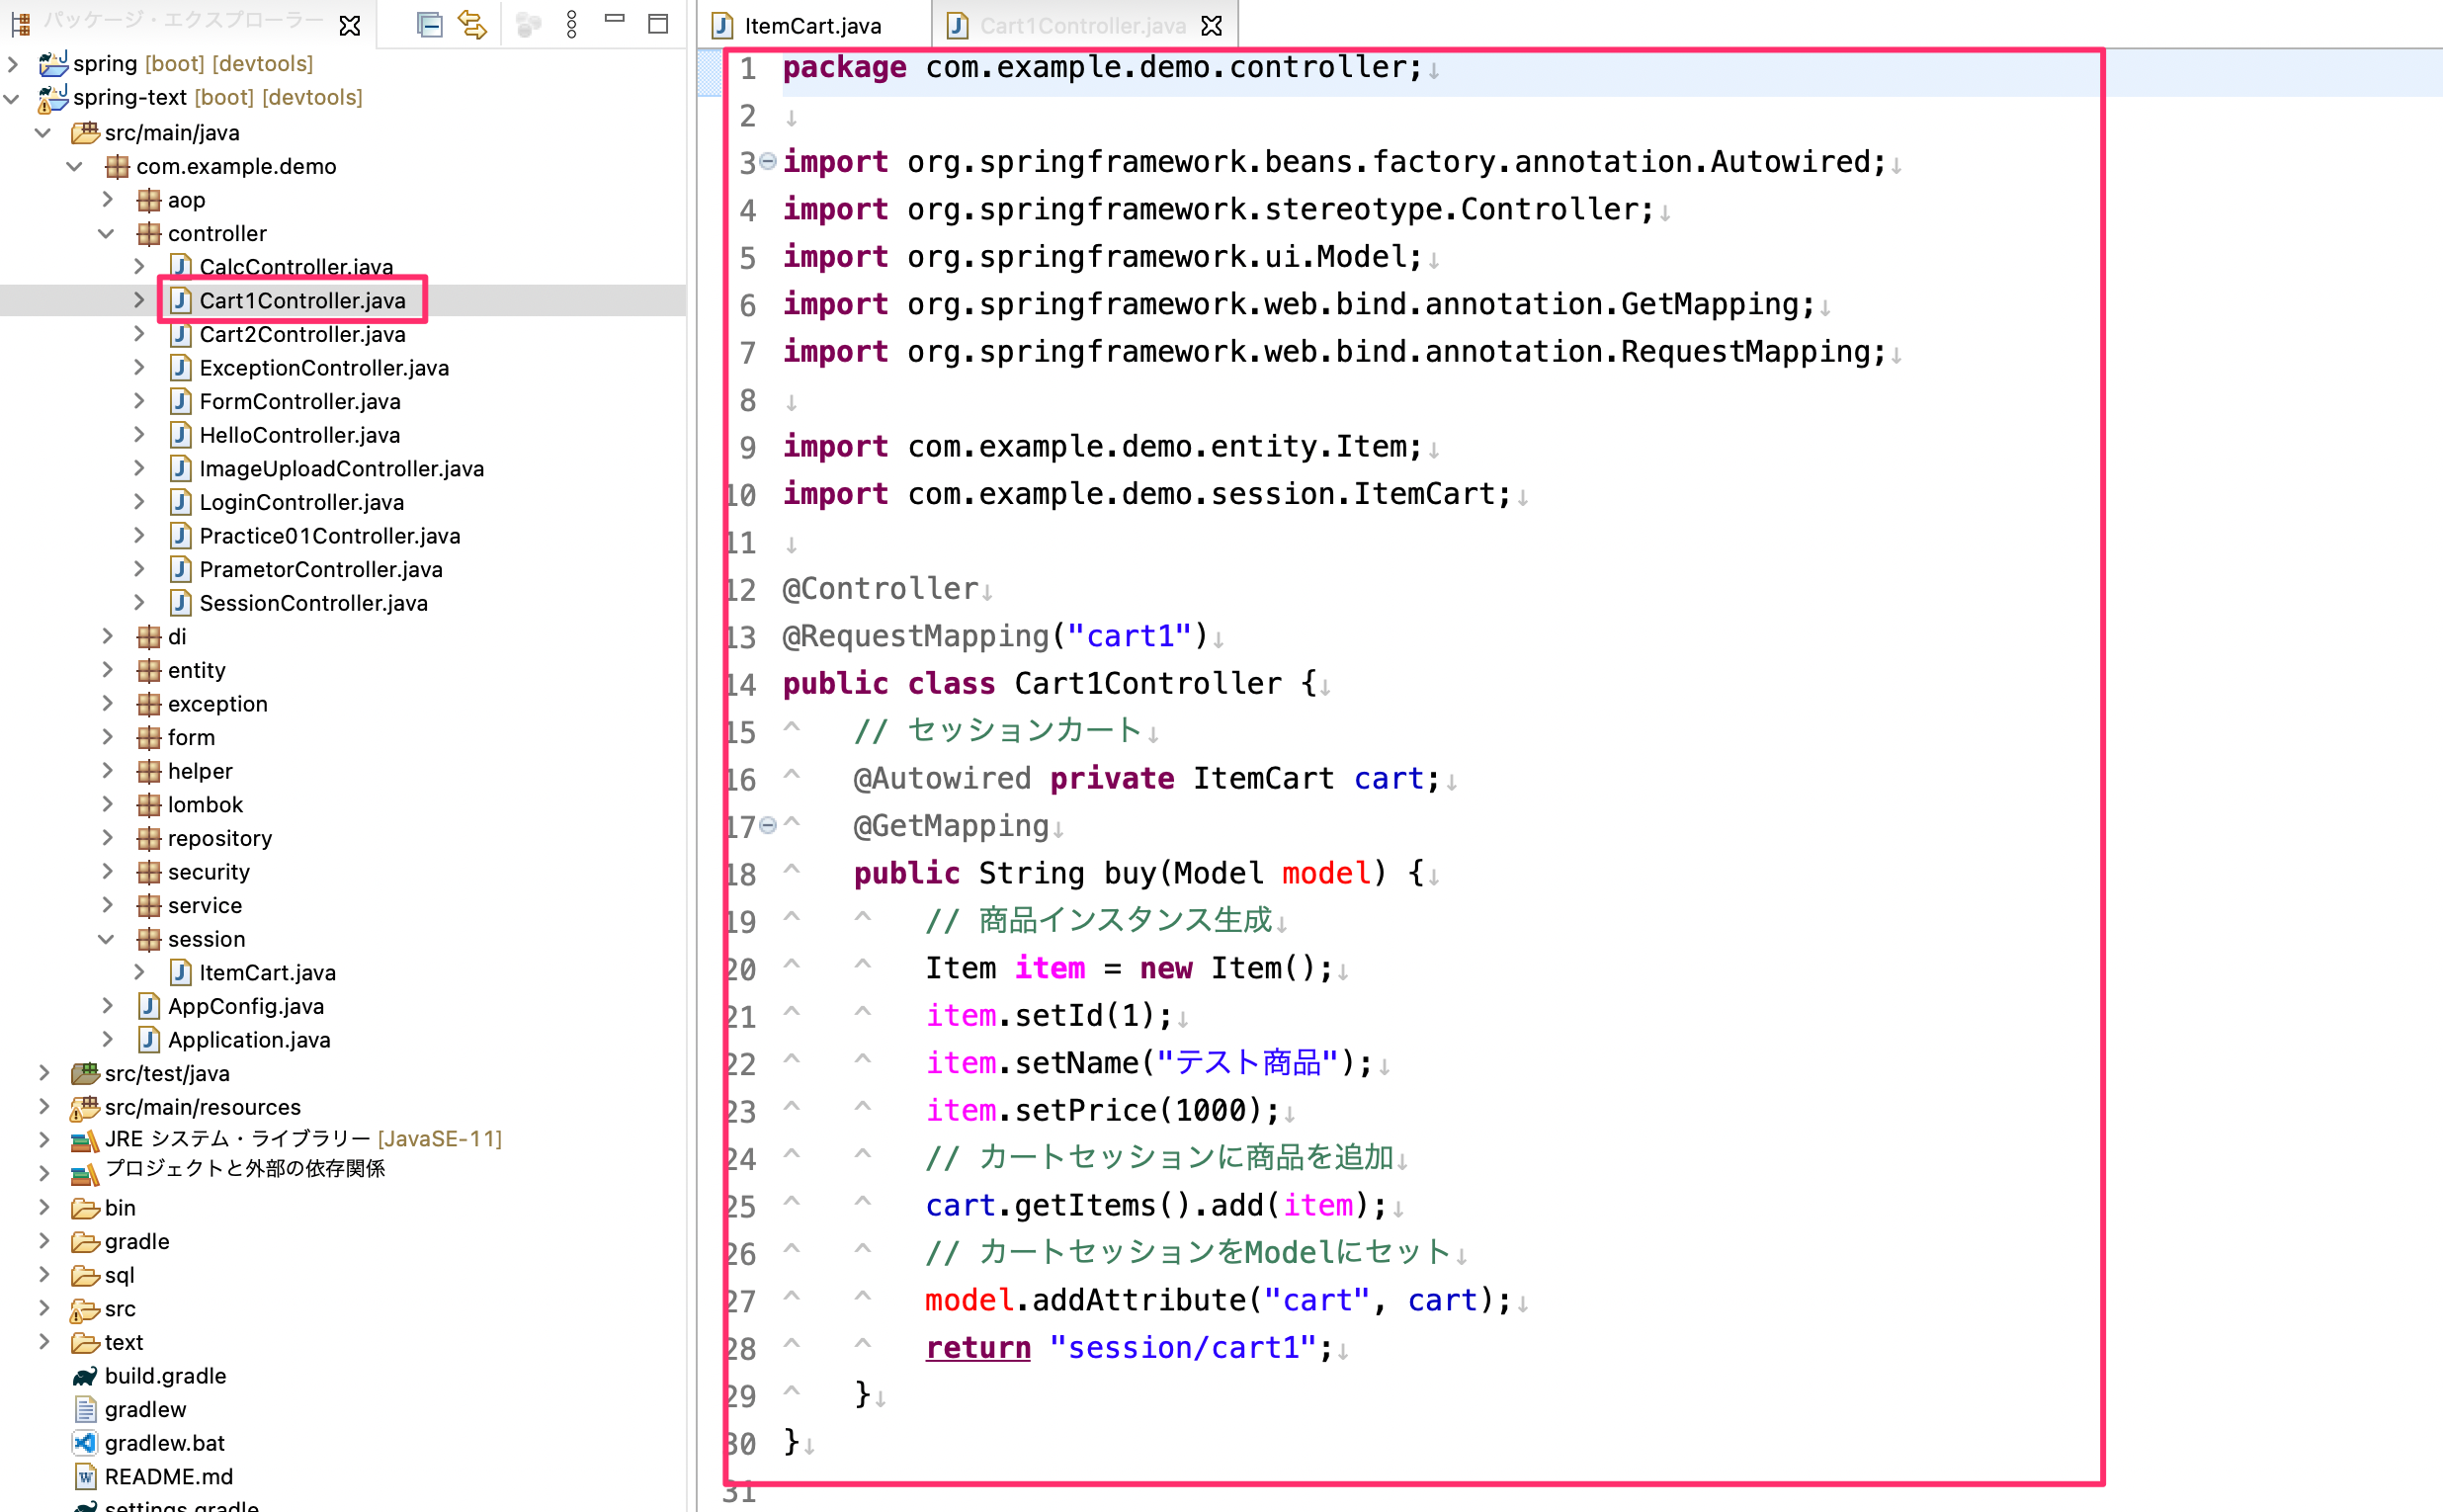 パッケージ・エクスプローラー
spring [boot] [devtools]
spring-text [boot] [devtools]
src/main/java
com.example.demo
aop
controller
CalcController.java
Cart1Controller.java
Cart2Controller.java
ExceptionController.java
FormController.java
HelloController.java
ImageUploadController.java
LoginController.java
Practice01Controller.java
PrametorController.java
SessionController.java
di
entity
exception
form
helper
lombok
repository
security
service
session
ItemCart.java
AppConfig.java
Application.java
src/test/java
src/main/resources
JRE システム・ライブラリー [JavaSE-11]
プロジェクトと外部の依存関係
bin
gradle
sql
src
text
build.gradle
gradlew
gradlew.bat
README.md
settings.gradle
ItemCart.java
Cart1Controller.java
1 package com.example.demo.controller;↓
2 ↓
3 import org.springframework.beans.factory.annotation.Autowired;↓
4 import org.springframework.stereotype.Controller;↓
5 import org.springframework.ui.Model;↓
6 import org.springframework.web.bind.annotation.GetMapping;↓
7 import org.springframework.web.bind.annotation.RequestMapping;↓
8 ↓
9 import com.example.demo.entity.Item;↓
10 import com.example.demo.session.ItemCart;↓
11 ↓
12 @Controller↓
13 @RequestMapping("cart1")↓
14 public class Cart1Controller {↓
15 ^ // セッションカート↓
16 ^ @Autowired private ItemCart cart;↓
17 ^ @GetMapping↓
18 ^ public String buy(Model model) {↓
19 ^ ^ // 商品インスタンス生成↓
20 ^ ^ Item item = new Item();↓
21 ^ ^ item.setId(1);↓
22 ^ ^ item.setName("テスト商品");↓
23 ^ ^ item.setPrice(1000);↓
24 ^ ^ // カートセッションに商品を追加↓
25 ^ ^ cart.getItems().add(item);↓
26 ^ ^ // カートセッションをModelにセット↓
27 ^ ^ model.addAttribute("cart", cart);↓
28 ^ ^ return "session/cart1";↓
29 ^ }↓
30 }↓
31